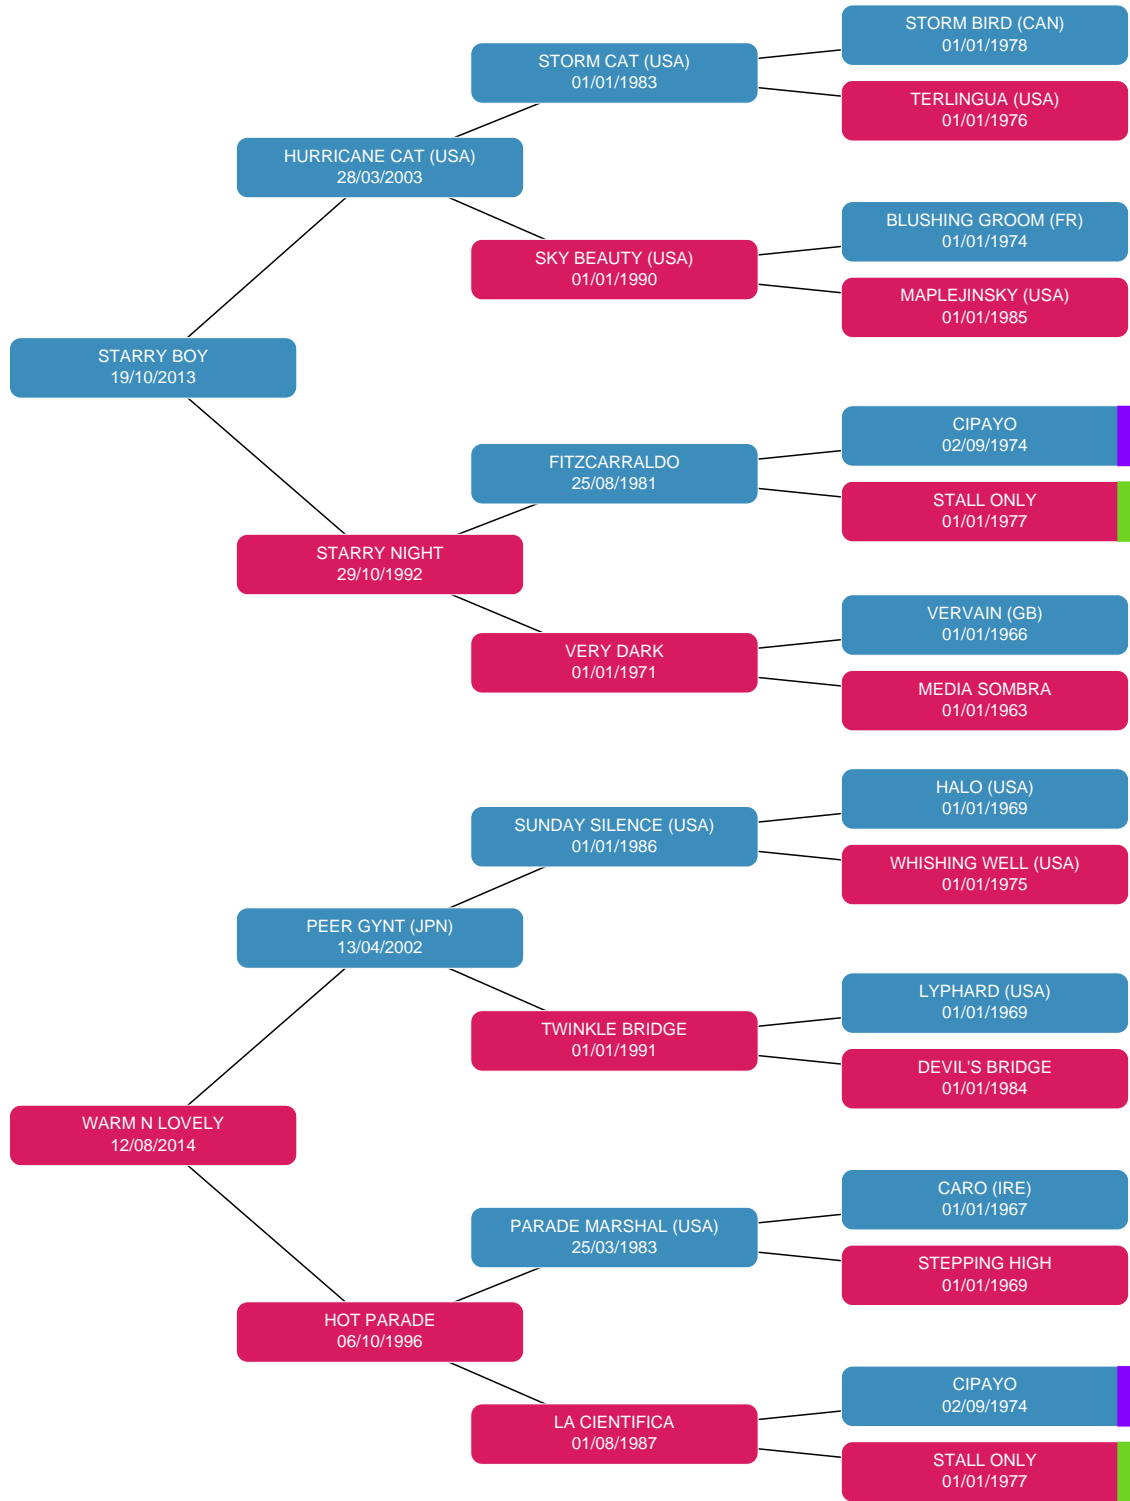 STORM BIRD (CAN)
01/01/1978
STORM CAT (USA)
01/01/1983
TERLINGUA (USA)
01/01/1976
HURRICANE CAT (USA)
28/03/2003
BLUSHING GROOM (FR)
01/01/1974
SKY BEAUTY (USA)
01/01/1990
MAPLEJINSKY (USA)
01/01/1985
STARRY BOY
19/10/2013
CIPAYO
02/09/1974
FITZCARRALDO
25/08/1981
STALL ONLY
01/01/1977
STARRY NIGHT
29/10/1992
VERVAIN (GB)
01/01/1966
VERY DARK
01/01/1971
MEDIA SOMBRA
01/01/1963
HALO (USA)
01/01/1969
SUNDAY SILENCE (USA)
01/01/1986
WHISHING WELL (USA)
01/01/1975
PEER GYNT (JPN)
13/04/2002
LYPHARD (USA)
01/01/1969
TWINKLE BRIDGE
01/01/1991
DEVIL'S BRIDGE
01/01/1984
WARM N LOVELY
12/08/2014
CARO (IRE)
01/01/1967
PARADE MARSHAL (USA)
25/03/1983
STEPPING HIGH
01/01/1969
HOT PARADE
06/10/1996
CIPAYO
02/09/1974
LA CIENTIFICA
01/08/1987
STALL ONLY
01/01/1977